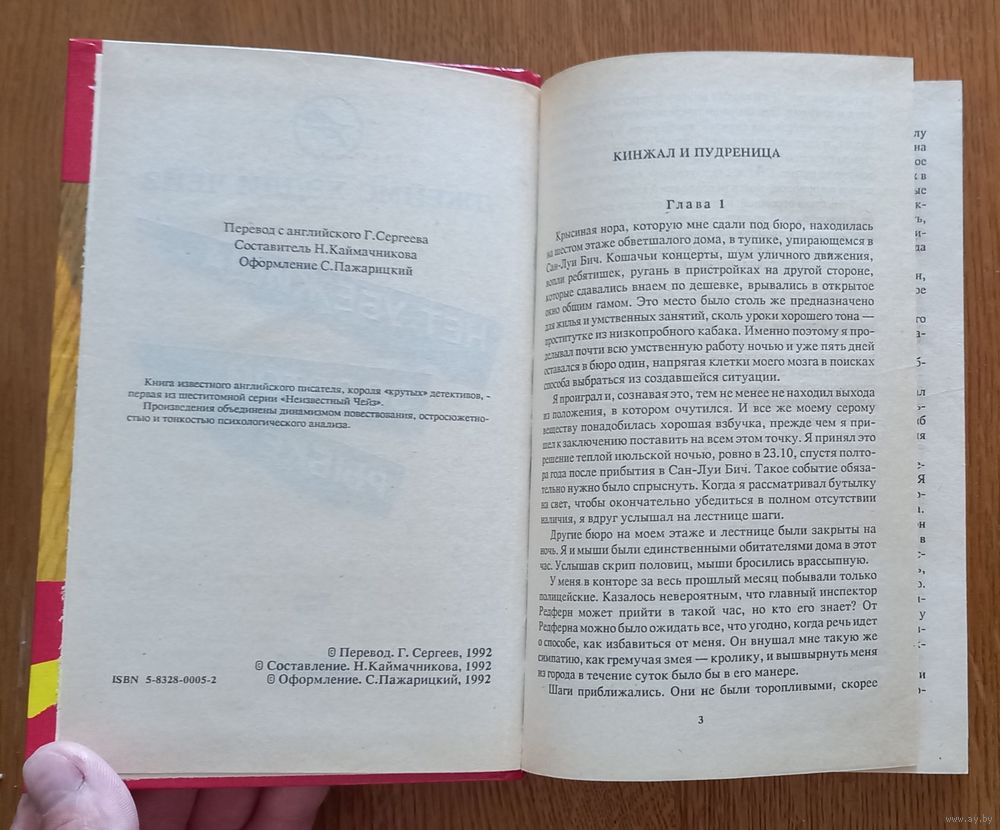 Перевод с английского Г.Сергеева
Составитель Н.Каймачникова
Оформление С.Пажарицкий
Книга известного английского писателя, короля «крутых» детективов, -
первая из шеститомной серии «Неизвестный Чейз».
Произведения объединены динамизмом повествования, остросюжетно-
стью и тонкостью психологического анализа.
© Перевод. Г. Сергеев, 1992
© Составление. Н.Каймачникова, 1992
ISBN 5-8328-0005-2
© Оформление. С.Пажарицкий, 1992
КИНЖАЛ И ПУДРЕНИЦА
Глава 1
Крысиная нора, которую мне сдали под бюро, находилась
на шестом этаже обветшалого дома, в тупике, упирающемся в
Сан-Луи Бич. Кошачьи концерты, шум уличного движения,
вопли ребятишек, ругань в пристройках на другой стороне,
которые сдавались внаем по дешевке, врывались в открытое
окно общим гамом. Это место было столь же предназначено
для жилья и умственных занятий, сколь уроки хорошего тона —
проститутке из низкопробного кабака. Именно поэтому я про-
делывал почти всю умственную работу ночью и уже пять дней
оставался в бюро один, напрягая клетки моего мозга в поисках
способа выбраться из создавшейся ситуации.
Я проиграл и, сознавая это, тем не менее не находил выхода
из положения, в котором очутился. И все же моему серому
веществу понадобилась хорошая взбучка, прежде чем я при-
шел к заключению поставить на всем этом точку. Я принял это
решение теплой июльской ночью, ровно в 23.10, спустя полто-
ра года после прибытия в Сан-Луи Бич. Такое событие обяза-
тельно нужно было спрыснуть. Когда я рассматривал бутылку
на свет, чтобы окончательно убедиться в полном отсутствии
наличия, я вдруг услышал на лестнице шаги.
Другие бюро на моем этаже и лестнице были закрыты на
ночь. Я и мыши были единственными обитателями дома в этот
час. Услышав скрип половиц, мыши бросились врассыпную.
У меня в конторе за весь прошлый месяц побывали только
полицейские. Казалось невероятным, что главный инспектор
Редферн может прийти в такой час, но кто его знает? От
Редферна можно было ожидать все, что угодно, когда речь идет
о способе, как избавиться от меня. Он внушал мне такую же
симпатию, как гремучая змея — кролику, и вышвырнуть меня
из города в течение суток было бы в его манере.
Шаги приближались. Они не были торопливыми, скорее
3
www.ay.by